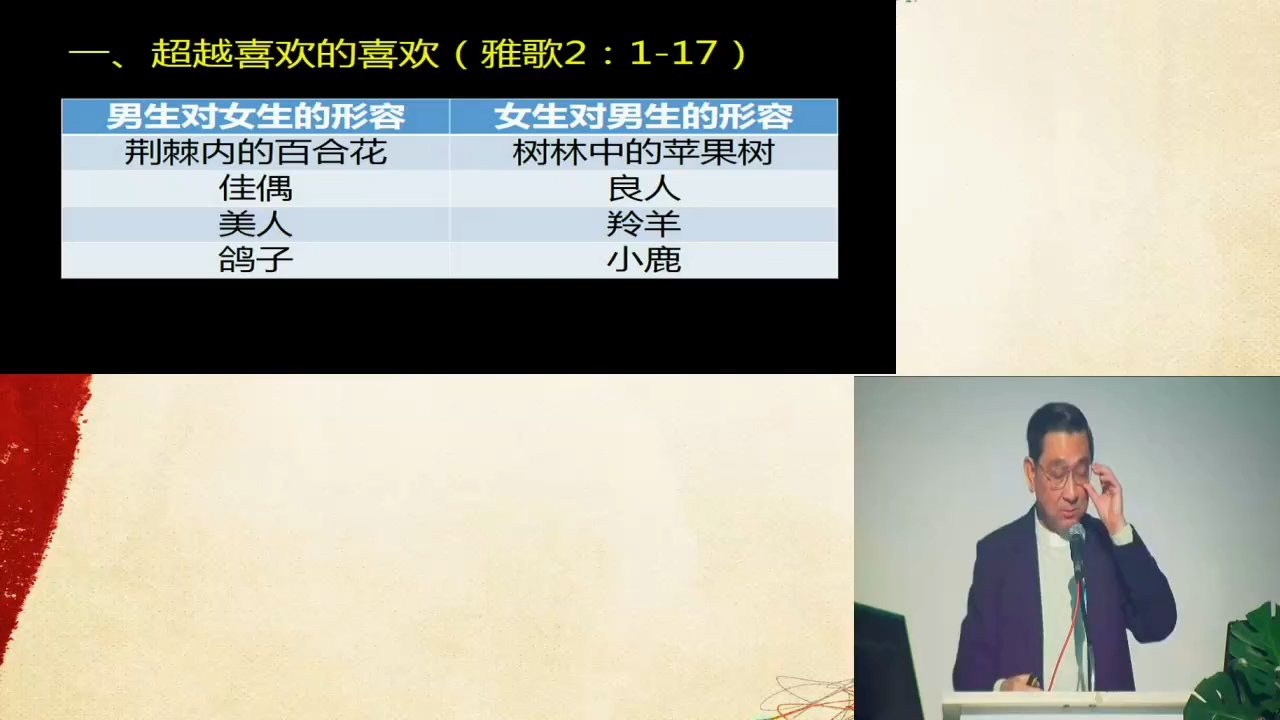 一、超越喜欢的喜欢（雅歌2：1-17）
男生对女生的形容 女生对男生的形容
荆棘内的百合花 树林中的苹果树
佳偶 良人
美人 羚羊
鸽子 小鹿